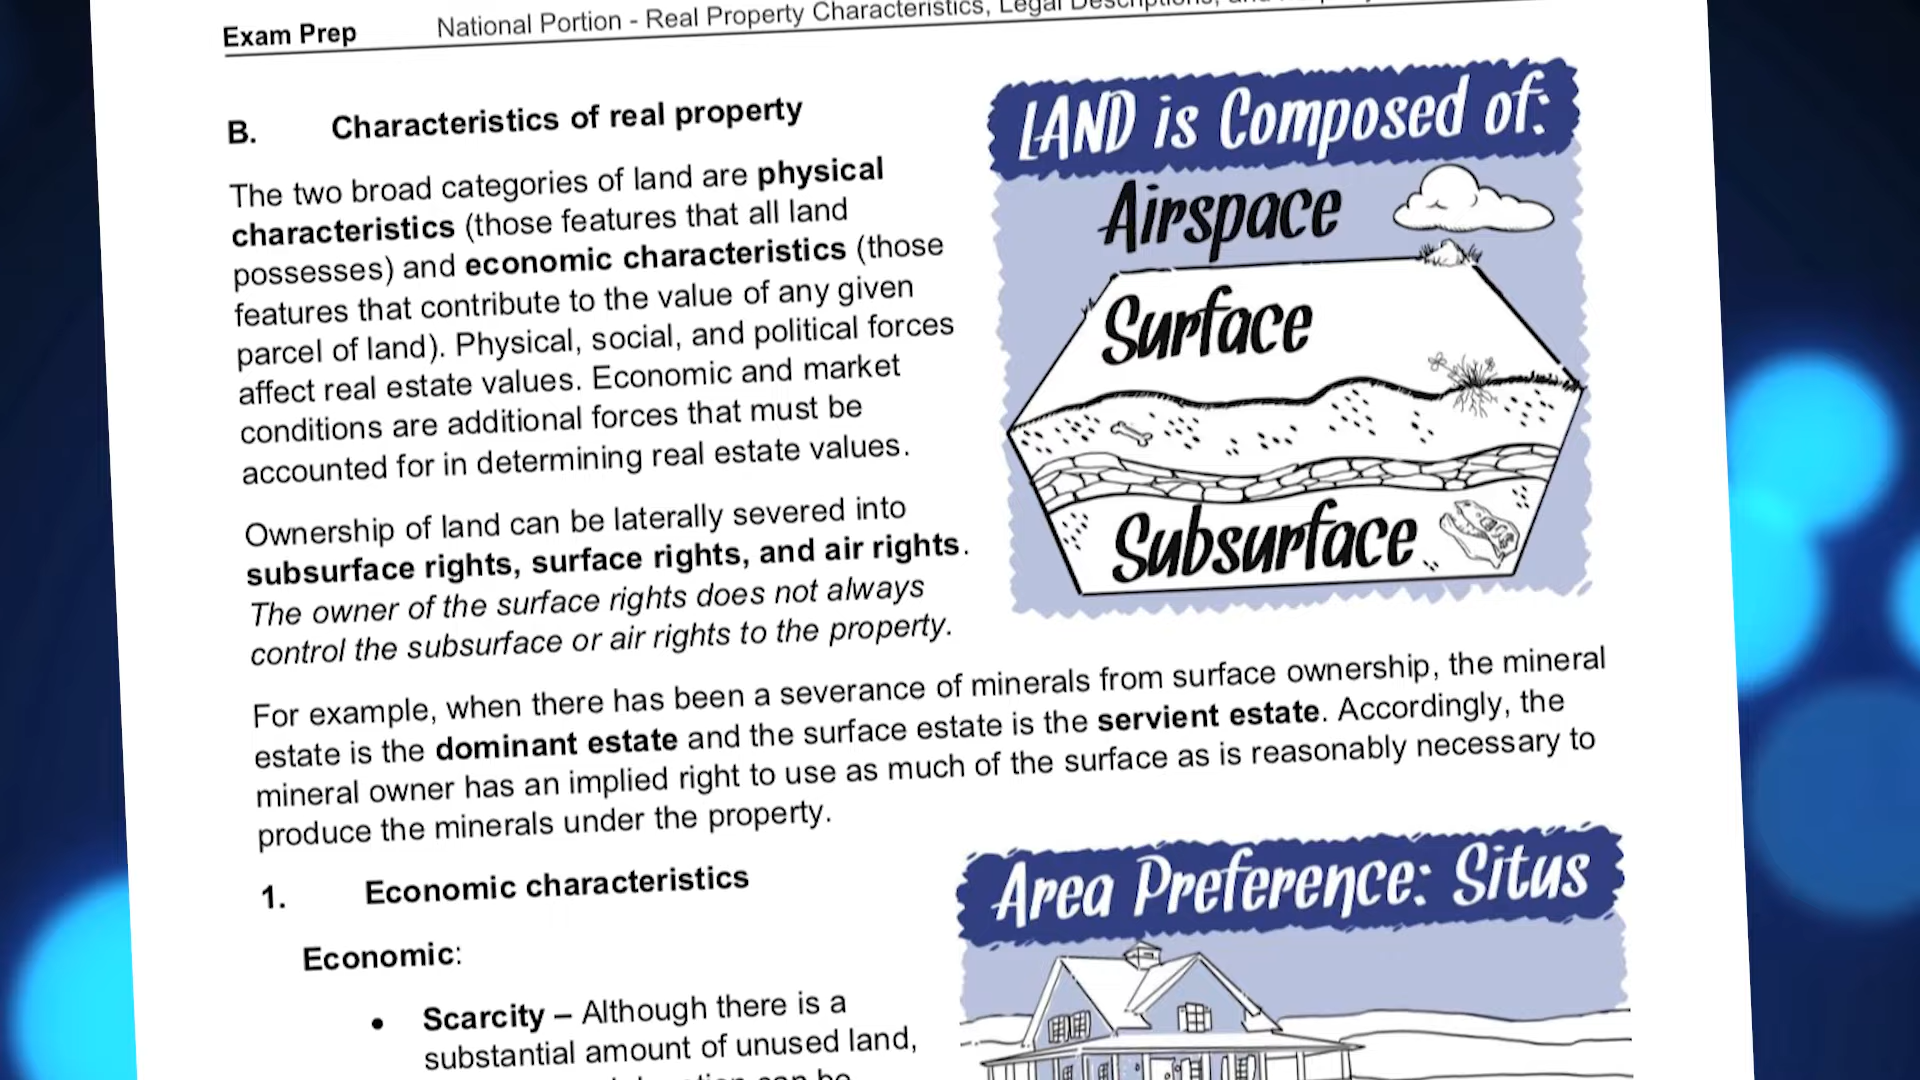 Exam Prep National Portion - Real Property Characteristics, Legal Descriptions, and
B. Characteristics of real property
The two broad categories of land are physical
characteristics (those features that all land
possesses) and economic characteristics (those
features that contribute to the value of any given
parcel of land). Physical, social, and political forces
affect real estate values. Economic and market
conditions are additional forces that must be
accounted for in determining real estate values.
Ownership of land can be laterally severed into
subsurface rights, surface rights, and air rights.
The owner of the surface rights does not always
control the subsurface or air rights to the property.
LAND is Composed of:
Airspace
Surface
Subsurface
For example, when there has been a severance of minerals from surface ownership, the mineral
estate is the dominant estate and the surface estate is the servient estate. Accordingly, the
mineral owner has an implied right to use as much of the surface as is reasonably necessary to
produce the minerals under the property.
1. Economic characteristics
Economic:
• Scarcity – Although there is a
substantial amount of unused land,
can be
Area Preference: Situs